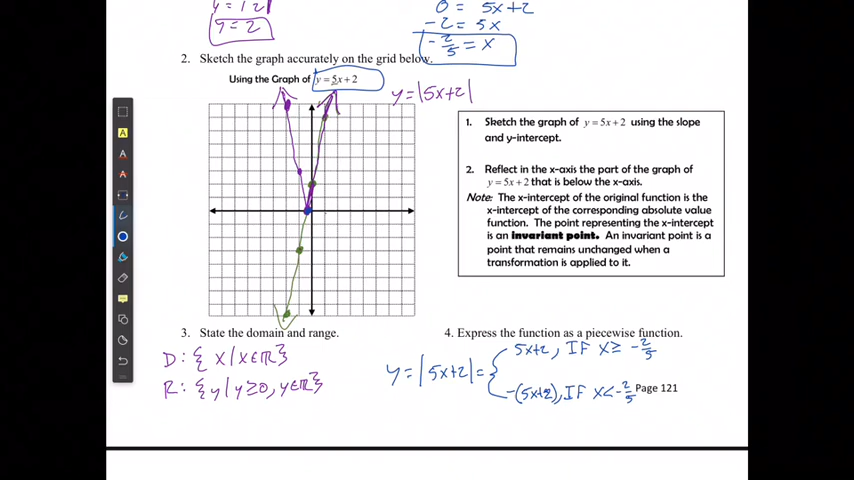 y = |2|
y = 2
0 = 5x+2
-2 = 5x
-2/5 = x
2. Sketch the graph accurately on the grid below.
Using the Graph of y = 5x + 2
y = |5x+2|
1. Sketch the graph of y = 5x + 2 using the slope
and y-intercept.
2. Reflect in the x-axis the part of the graph of
y = 5x + 2 that is below the x-axis.
Note: The x-intercept of the original function is the
x-intercept of the corresponding absolute value
function. The point representing the x-intercept
is an invariant point. An invariant point is a
point that remains unchanged when a
transformation is applied to it.
3. State the domain and range.
D: {x | x∈ℝ}
R: {y | y ≥ 0, y∈ℝ}
4. Express the function as a piecewise function.
5x+2, IF x ≥ -2/5
y = |5x+2| = {
-(5x+2), IF x < -2/5
Page 121
A
A
A